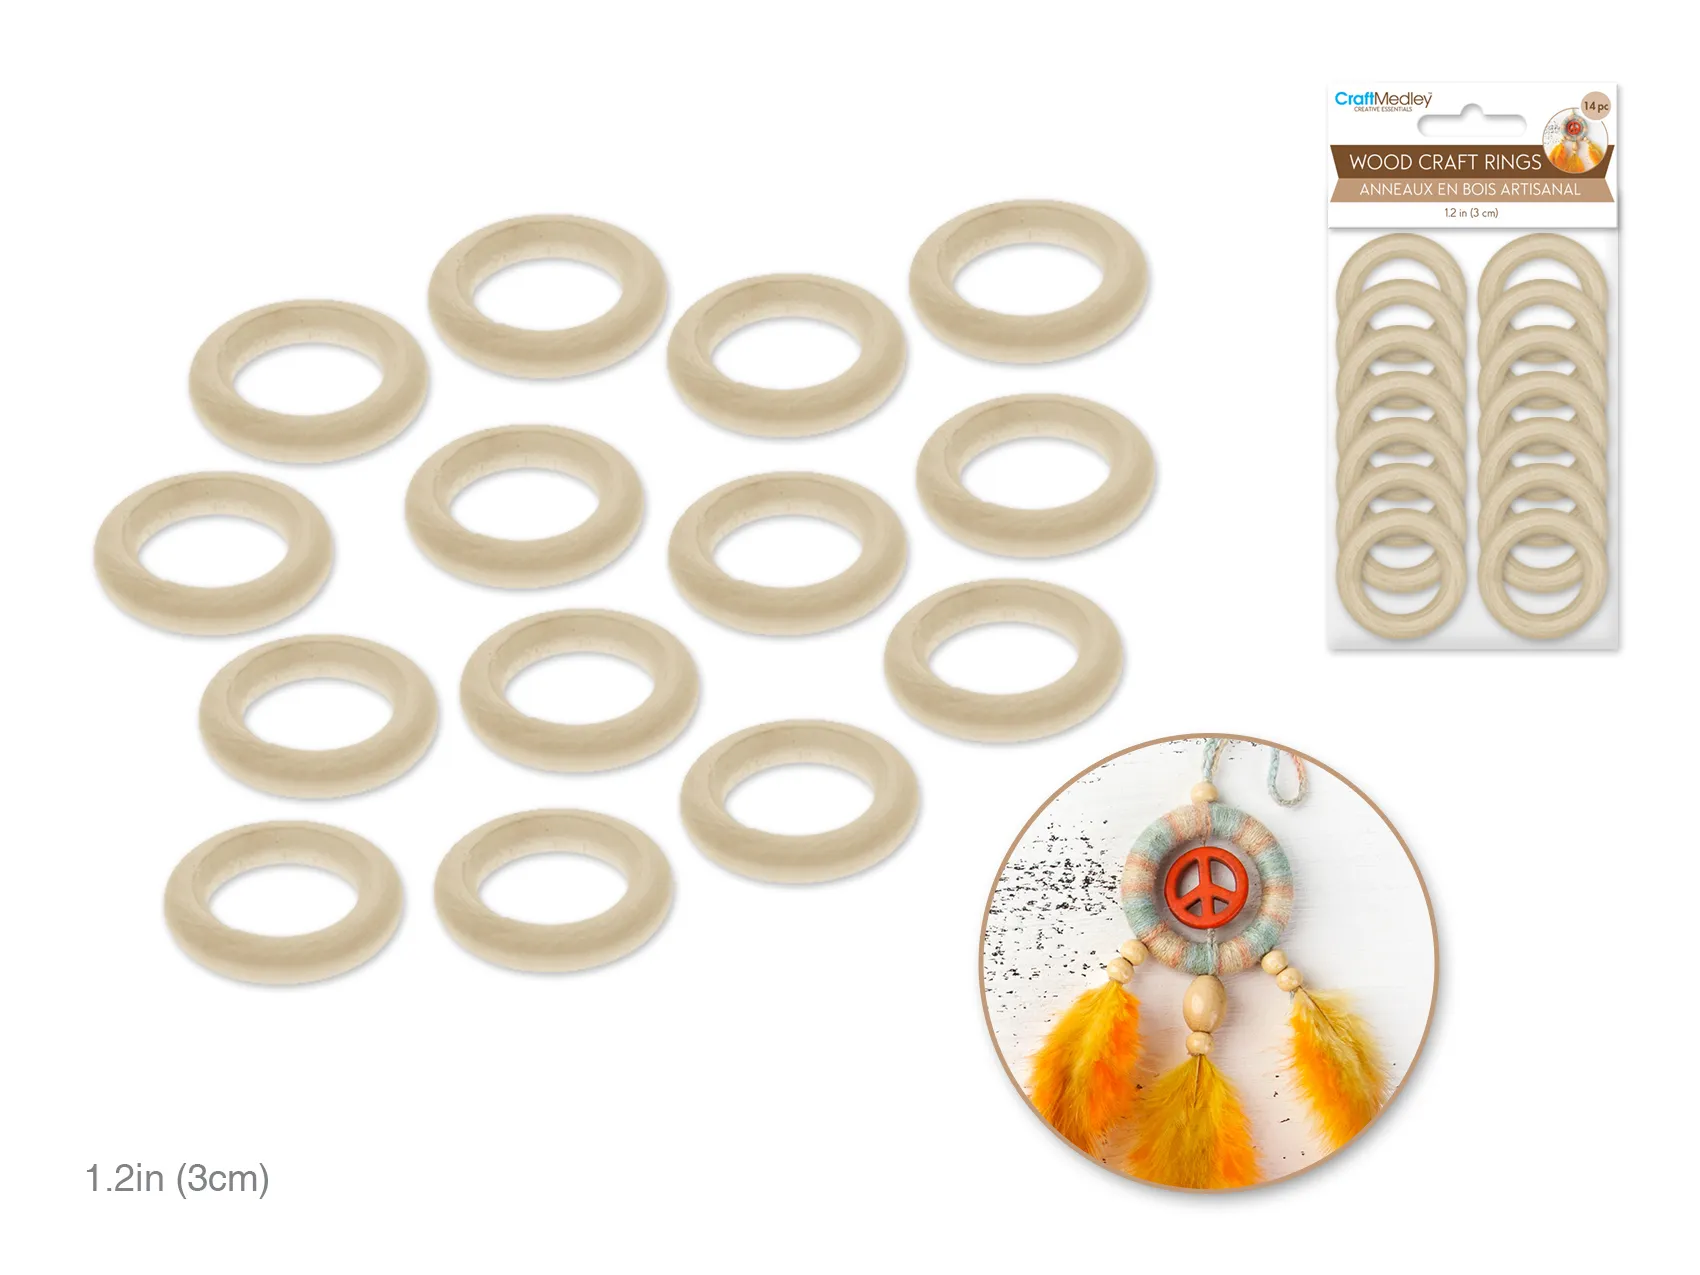 CraftMedley™
CREATIVE ESSENTIALS
14 pc
WOOD CRAFT RINGS
ANNEAUX EN BOIS ARTISANAL
1.2 in (3 cm)
1.2in (3cm)